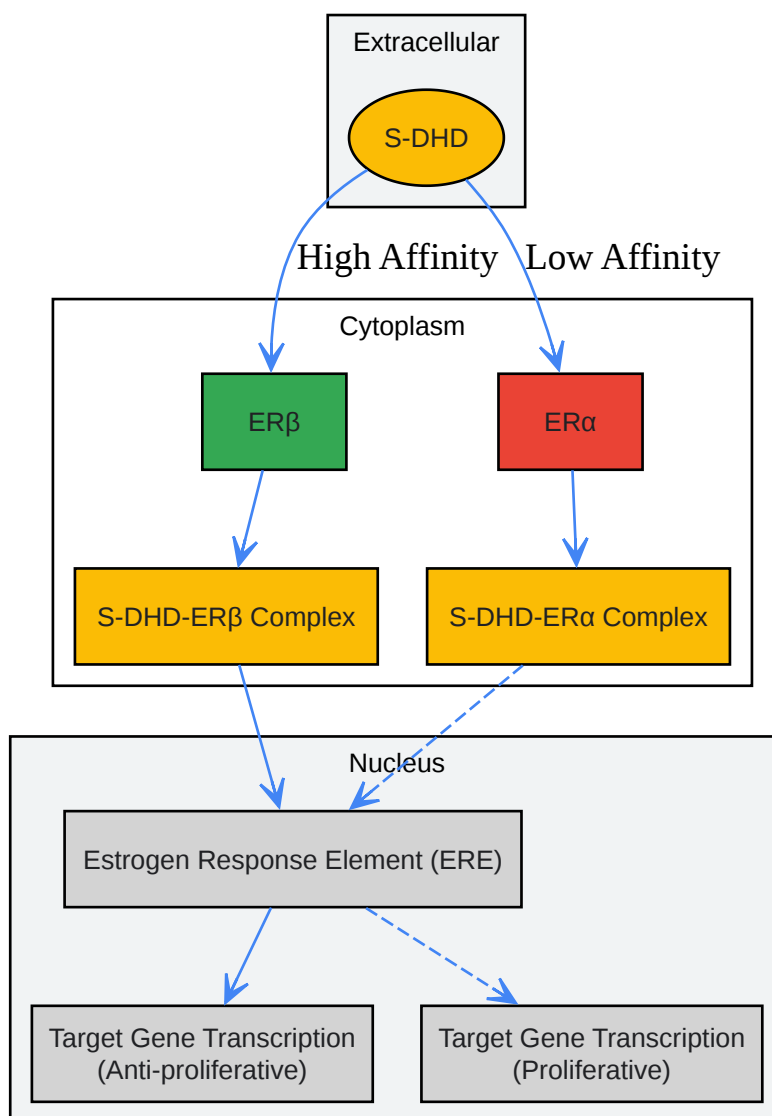 Extracellular
S-DHD
High Affinity
Low Affinity
Cytoplasm
ERβ
ERα
S-DHD-ERβ Complex
S-DHD-ERα Complex
Nucleus
Estrogen Response Element (ERE)
Target Gene Transcription
(Anti-proliferative)
Target Gene Transcription
(Proliferative)